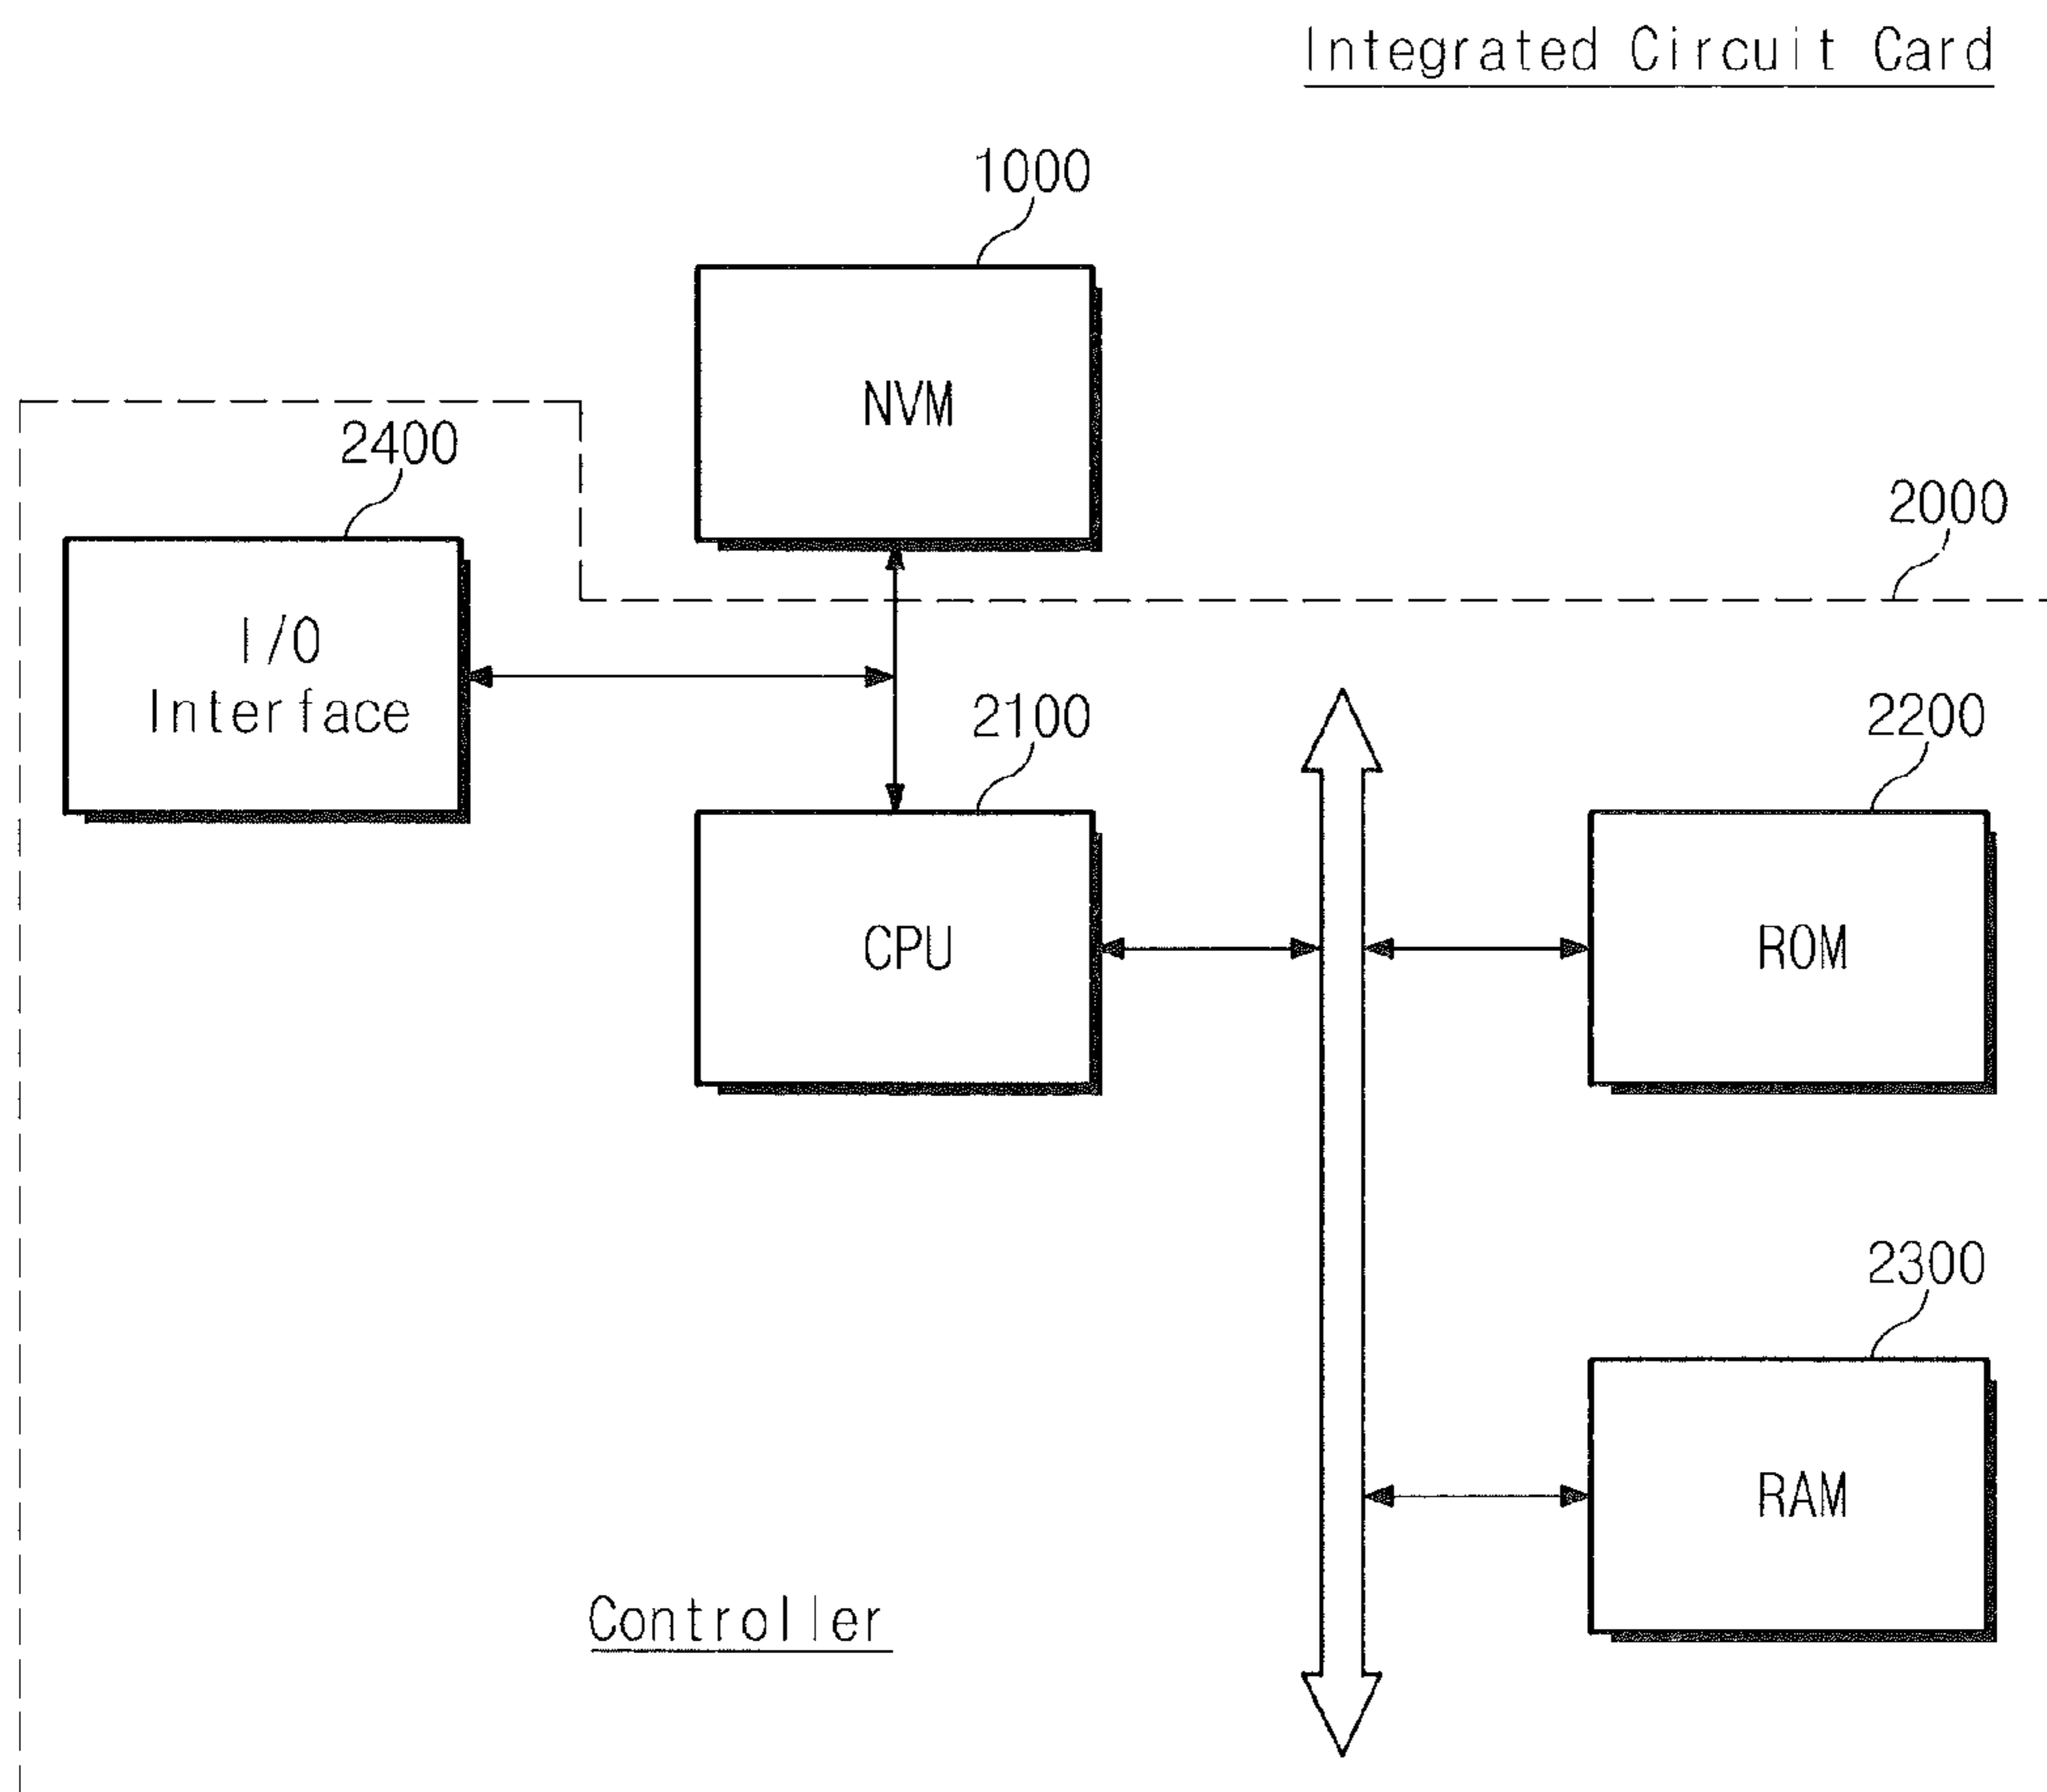 Integrated Circuit Card
1000
NVM
2400
2000
I/O
Interface
2100
2200
CPU
ROM
2300
RAM
Controller